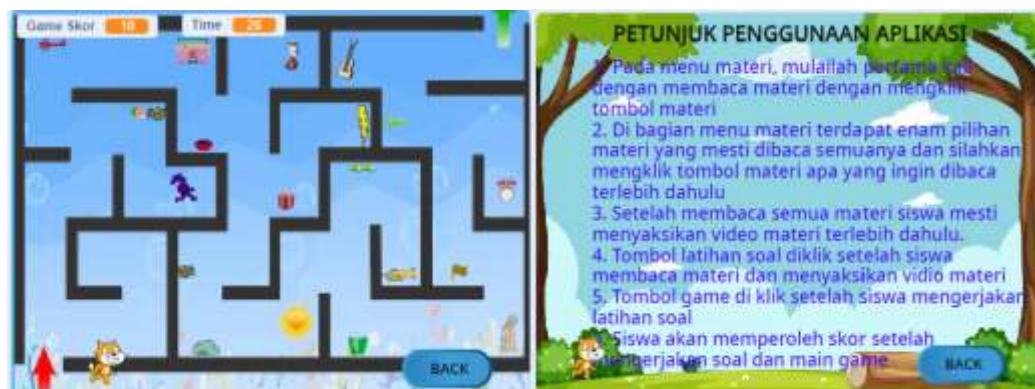 Game Skor 10
Time 26
BACK
PETUNJUK PENGGUNAAN APLIKASI
1. Pada menu materi, mulailah pertama kali
dengan membaca materi dengan mengklik
tombol materi
2. Di bagian menu materi terdapat enam pilihan
materi yang mesti dibaca semuanya dan silahkan
mengklik tombol materi apa yang ingin dibaca
terlebih dahulu
3. Setelah membaca semua materi siswa mesti
menyaksikan video materi terlebih dahulu.
4. Tombol latihan soal diklik setelah siswa
membaca materi dan menyaksikan vidio materi
5. Tombol game di klik setelah siswa mengerjakan
latihan soal
Siswa akan memperoleh skor setelah
mengerjakan soal dan main game
BACK